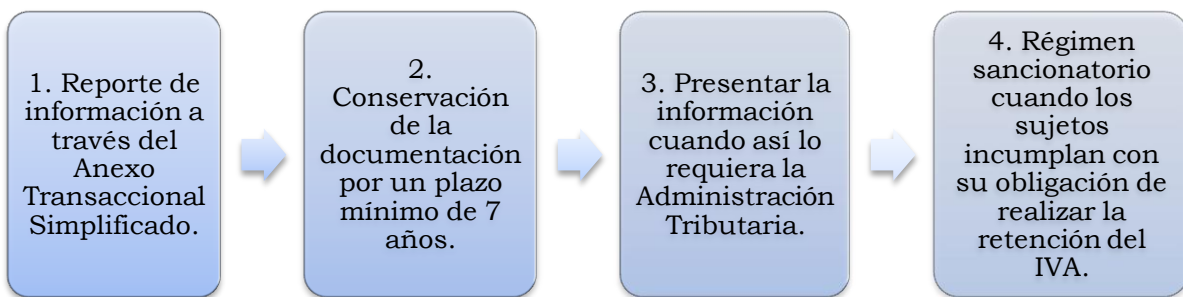 1. Reporte de
información a
través del
Anexo
Transaccional
Simplificado.
2.
Conservación
de la
documentación
por un plazo
mínimo de 7
años.
3. Presentar la
información
cuando así lo
requiera la
Administración
Tributaria.
4. Régimen
sancionatorio
cuando los
sujetos
incumplan con
su obligación de
realizar la
retención del
IVA.